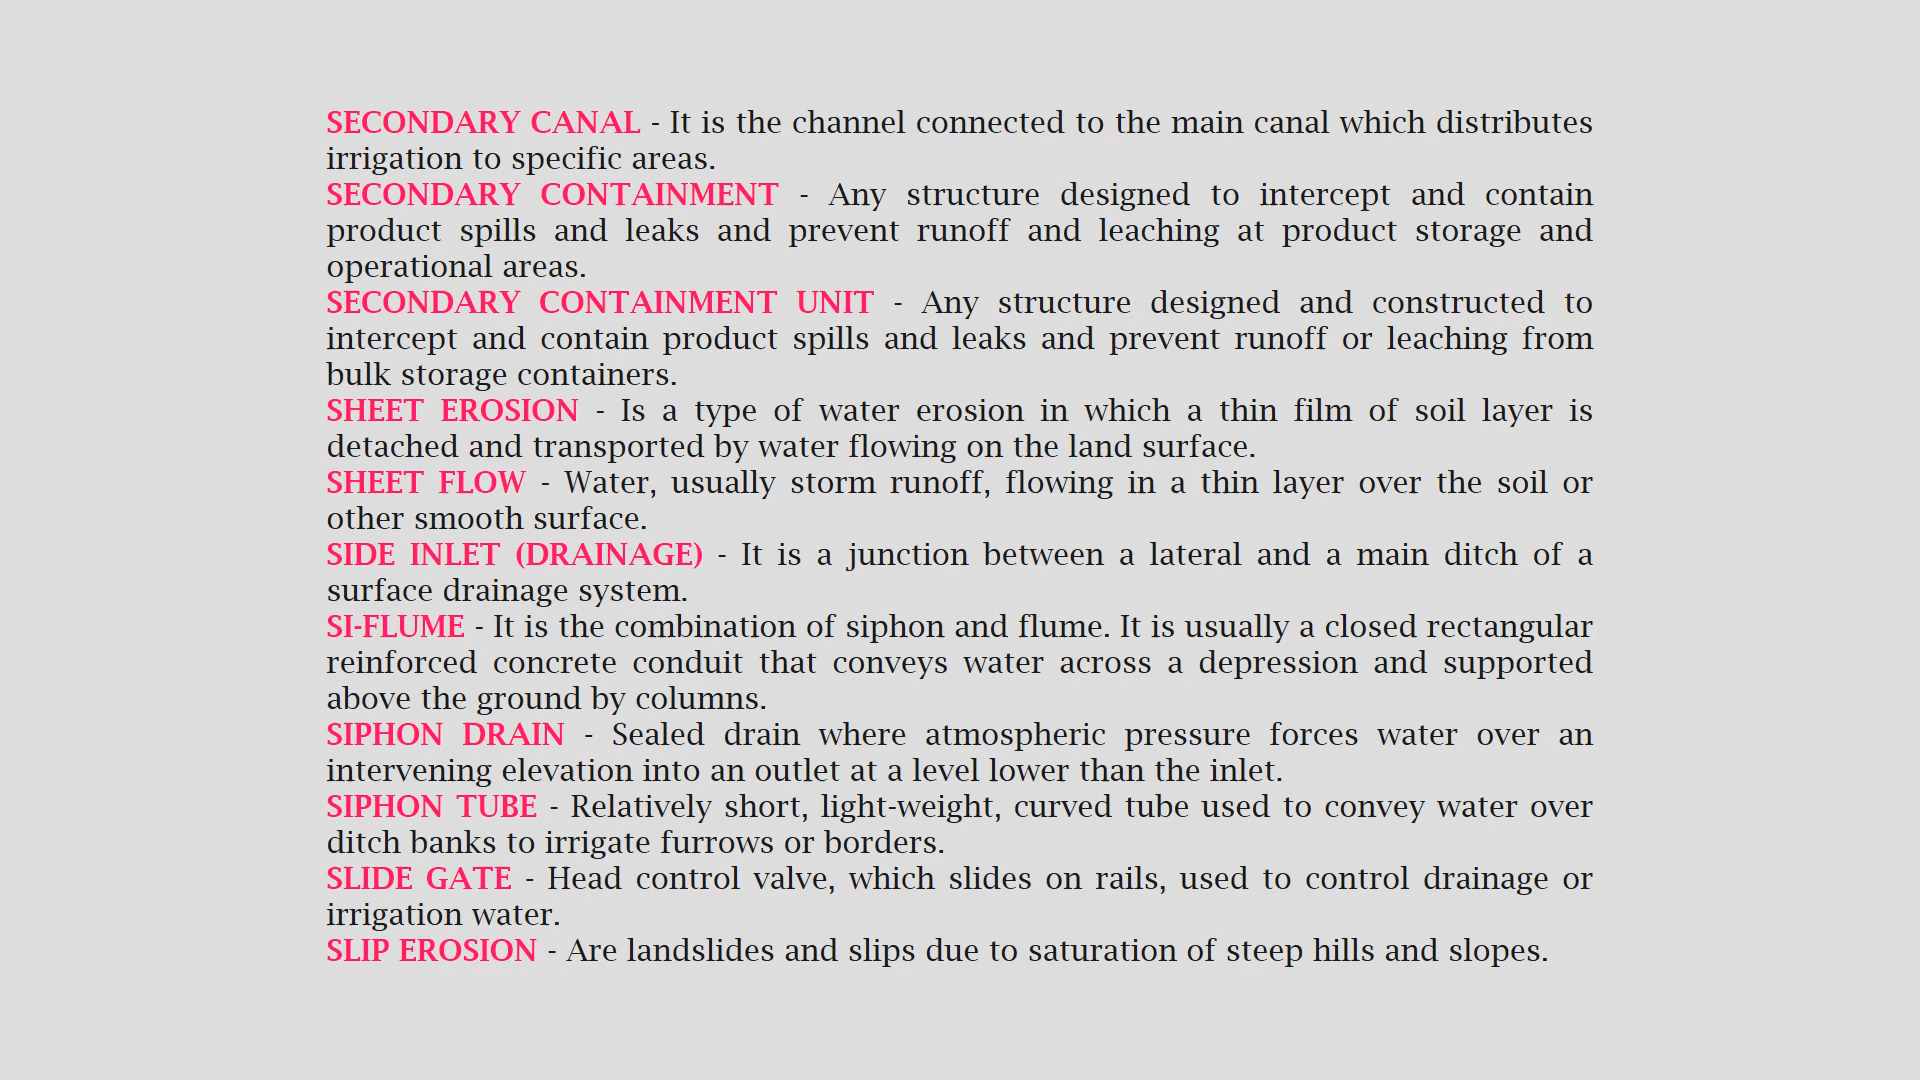 SECONDARY CANAL - It is the channel connected to the main canal which distributes
irrigation to specific areas.
SECONDARY CONTAINMENT - Any structure designed to intercept and contain
product spills and leaks and prevent runoff and leaching at product storage and
operational areas.
SECONDARY CONTAINMENT UNIT - Any structure designed and constructed to
intercept and contain product spills and leaks and prevent runoff or leaching from
bulk storage containers.
SHEET EROSION - Is a type of water erosion in which a thin film of soil layer is
detached and transported by water flowing on the land surface.
SHEET FLOW - Water, usually storm runoff, flowing in a thin layer over the soil or
other smooth surface.
SIDE INLET (DRAINAGE) - It is a junction between a lateral and a main ditch of a
surface drainage system.
SI-FLUME - It is the combination of siphon and flume. It is usually a closed rectangular
reinforced concrete conduit that conveys water across a depression and supported
above the ground by columns.
SIPHON DRAIN - Sealed drain where atmospheric pressure forces water over an
intervening elevation into an outlet at a level lower than the inlet.
SIPHON TUBE - Relatively short, light-weight, curved tube used to convey water over
ditch banks to irrigate furrows or borders.
SLIDE GATE - Head control valve, which slides on rails, used to control drainage or
irrigation water.
SLIP EROSION - Are landslides and slips due to saturation of steep hills and slopes.